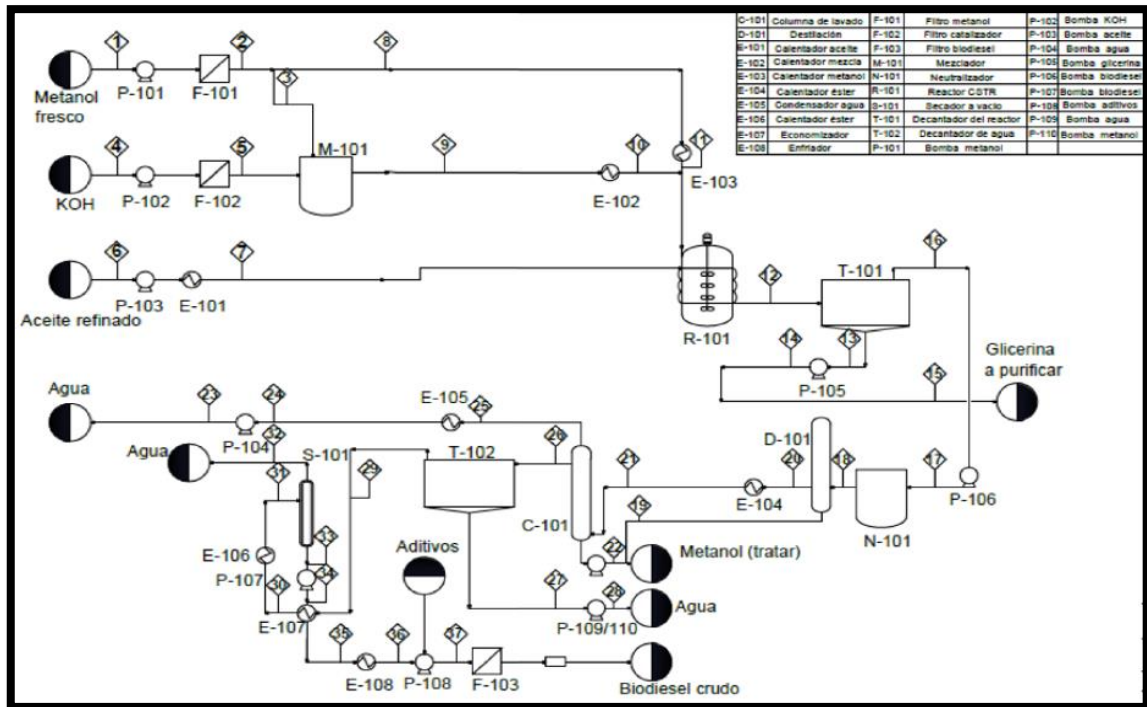 C-101 Columna de lavado F-101 Filtro metanol P-102 Bomba KOH
D-101 Destilación F-102 Filtro catalizador P-103 Bomba aceite
E-101 Calentador aceite F-103 Filtro biodiesel P-104 Bomba agua
E-102 Calentador mezcla M-101 Mezclador P-105 Bomba glicerina
E-103 Calentador metanol N-101 Neutralizador P-106 Bomba biodiesel
E-104 Calentador éster R-101 Reactor CSTR P-107 Bomba biodiesel
E-105 Condensador agua S-101 Secador a vacío P-108 Bomba aditivos
E-106 Calentador éster T-101 Decantador del reactor P-109 Bomba agua
E-107 Economizador T-102 Decantador de agua P-110 Bomba metanol
E-108 Enfriador P-101 Bomba metanol
1 2 8
3
P-101 F-101
Metanol
fresco
4 5 M-101 9 10 11
E-103
KOH P-102 F-102 E-102
6 7 12 16
T-101
P-103 E-101
Aceite refinado
R-101
14 13
P-105
15
Glicerina
a purificar
Agua
23 24 E-105 25
P-104
32
Agua
S-101
31 29
T-102
26 21 20 D-101 18 17
E-104
P-106
C-101
19
N-101
33
E-106
P-107
34
Aditivos
22
Metanol (tratar)
30
27 28
E-107
P-109/110
Agua
35 36 37
E-108 P-108 F-103
Biodiesel crudo